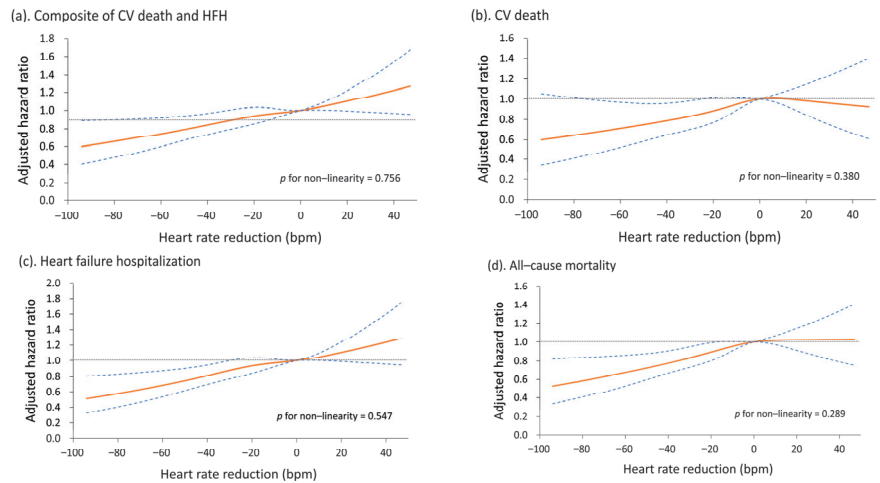 (a). Composite of CV death and HFH
Adjusted hazard ratio
1.8
1.6
1.4
1.2
1.0
0.8
0.6
0.4
0.2
0.0
p for non–linearity = 0.756
−100 −80 −60 −40 −20 0 20 40
Heart rate reduction (bpm)
(b). CV death
Adjusted hazard ratio
1.6
1.4
1.2
1.0
0.8
0.6
0.4
0.2
0.0
p for non–linearity = 0.380
−100 −80 −60 −40 −20 0 20 40
Heart rate reduction (bpm)
(c). Heart failure hospitalization
Adjusted hazard ratio
2.0
1.8
1.6
1.4
1.2
1.0
0.8
0.6
0.4
0.2
0.0
p for non–linearity = 0.547
−100 −80 −60 −40 −20 0 20 40
Heart rate reduction (bpm)
(d). All–cause mortality
Adjusted hazard ratio
1.6
1.4
1.2
1.0
0.8
0.6
0.4
0.2
0.0
p for non–linearity = 0.289
−100 −80 −60 −40 −20 0 20 40
Heart rate reduction (bpm)